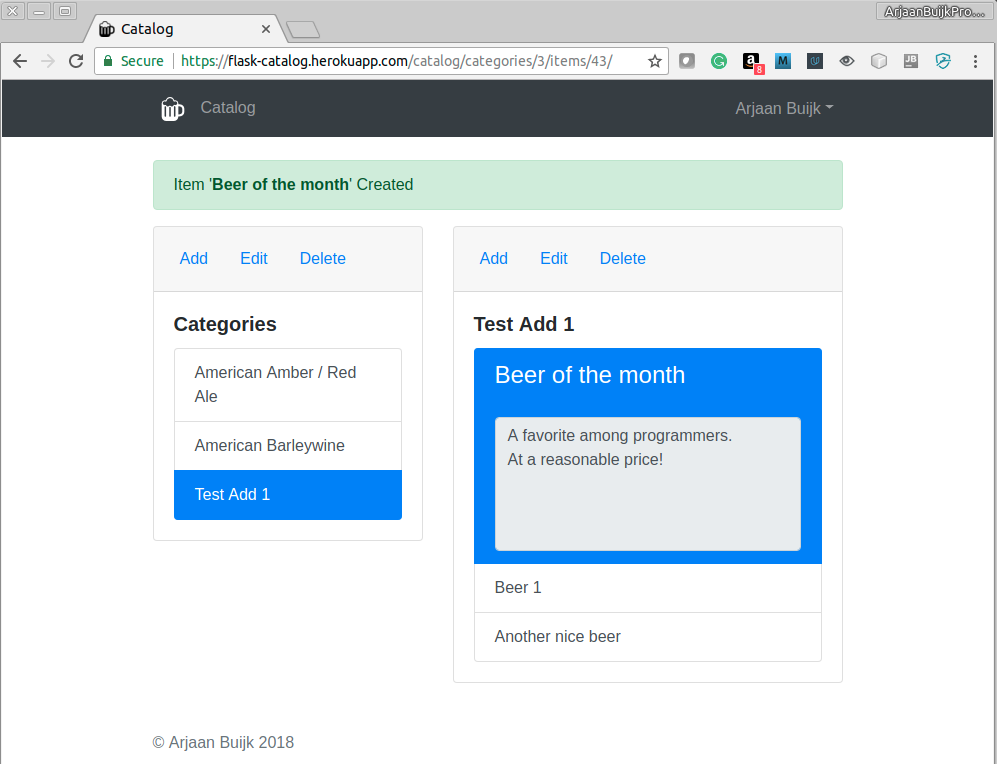 Catalog
ArjaanBuijkPro...
Secure
https://flask-catalog.herokuapp.com/catalog/categories/3/items/43/
a
8
M
JB
Catalog
Arjaan Buijk
Item 'Beer of the month' Created
Add Edit Delete
Categories
American Amber / Red
Ale
American Barleywine
Test Add 1
Add Edit Delete
Test Add 1
Beer of the month
A favorite among programmers.
At a reasonable price!
Beer 1
Another nice beer
© Arjaan Buijk 2018